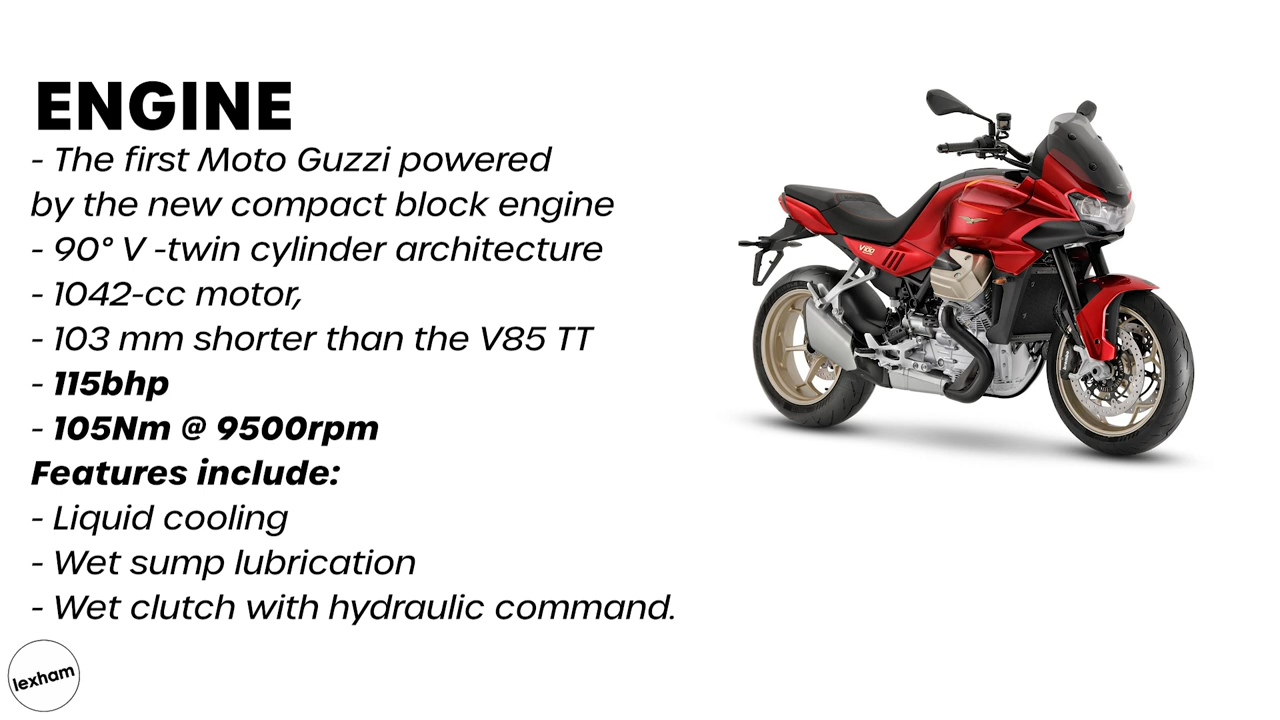 ENGINE
- The first Moto Guzzi powered
by the new compact block engine
- 90° V -twin cylinder architecture
- 1042-cc motor,
- 103 mm shorter than the V85 TT
- 115bhp
- 105Nm @ 9500rpm
Features include:
- Liquid cooling
- Wet sump lubrication
- Wet clutch with hydraulic command.
lexham
V100